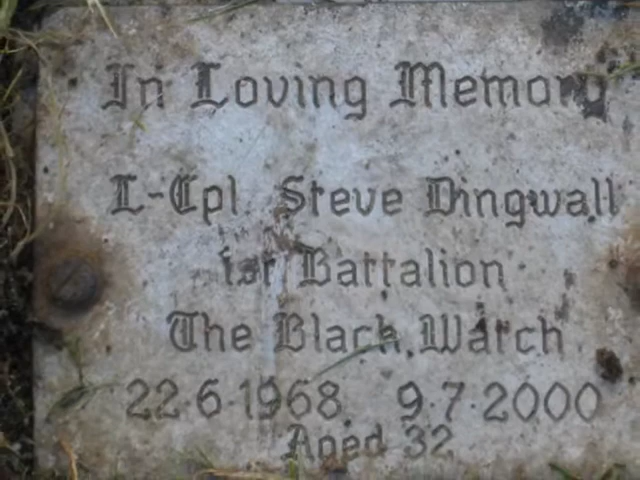 In Loving Memory
L-Cpl Steve Dingwall
1st Battalion
The Black Watch
22·6·1968 9·7·2000
Aged 32